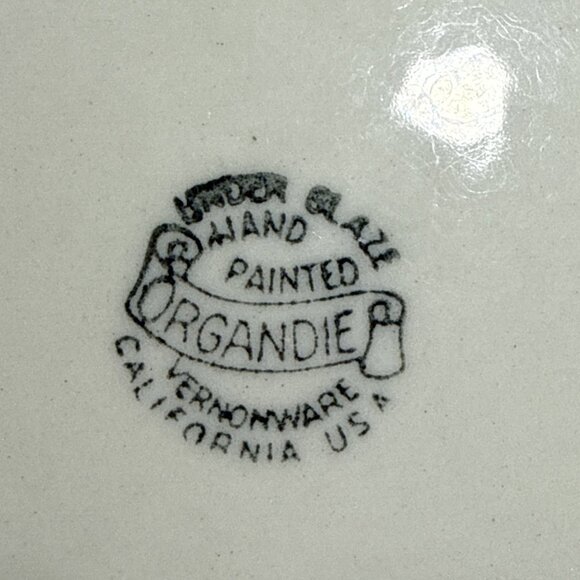 UNDER GLAZE
HAND
PAINTED
ORGANDIE
VERNONWARE
CALIFORNIA USA